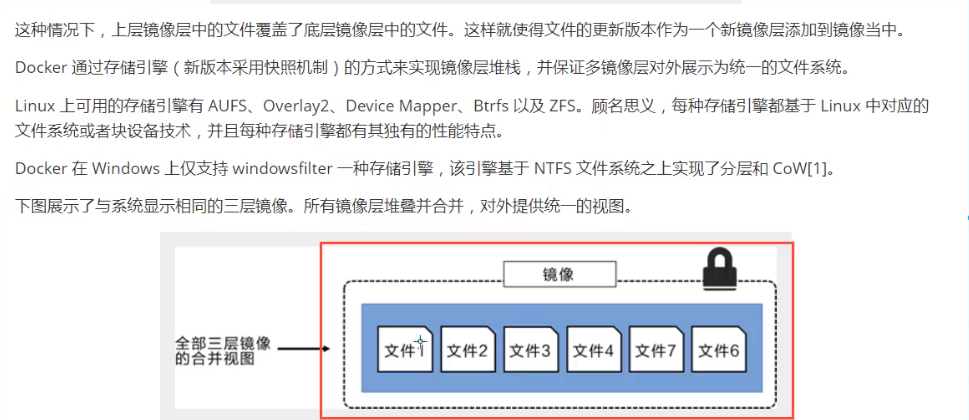 这种情况下，上层镜像层中的文件覆盖了底层镜像层中的文件。这样就使得文件的更新版本作为一个新镜像层添加到镜像当中。
Docker 通过存储引擎（新版本采用快照机制）的方式来实现镜像层堆栈，并保证多镜像层对外展示为统一的文件系统。
Linux 上可用的存储引擎有 AUFS、Overlay2、Device Mapper、Btrfs 以及 ZFS。顾名思义，每种存储引擎都基于 Linux 中对应的
文件系统或者块设备技术，并且每种存储引擎都有其独有的性能特点。
Docker 在 Windows 上仅支持 windowsfilter 一种存储引擎，该引擎基于 NTFS 文件系统之上实现了分层和 CoW[1]。
下图展示了与系统显示相同的三层镜像。所有镜像层堆叠并合并，对外提供统一的视图。
镜像
全部三层镜像
的合并视图
文件1
文件2
文件3
文件4
文件7
文件6